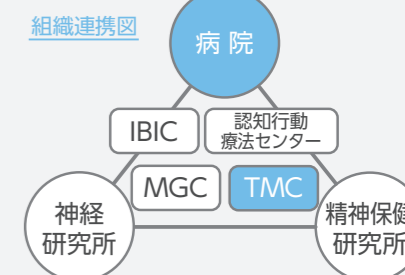 組織連携図
病 院
IBIC
認知行動
療法センター
MGC
TMC
神経
研究所
精神保健
研究所